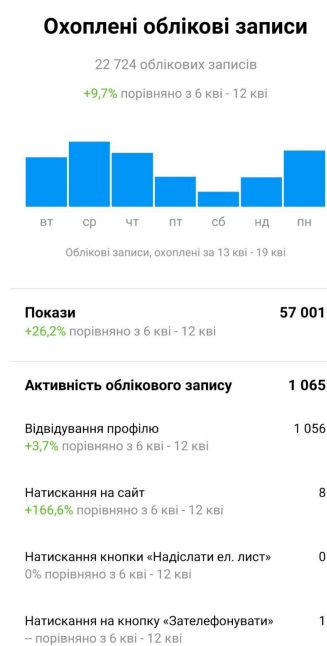 Охоплені облікові записи
22 724 облікових записів
+9,7% порівняно з 6 кві - 12 кві
вт ср чт пт сб нд пн
Облікові записи, охоплені за 13 кві - 19 кві
Покази 57 001
+26,2% порівняно з 6 кві - 12 кві
Активність облікового запису 1 065
Відвідування профілю 1 056
+3,7% порівняно з 6 кві - 12 кві
Натискання на сайт 8
+166,6% порівняно з 6 кві - 12 кві
Натискання кнопки «Надіслати ел. лист» 0
0% порівняно з 6 кві - 12 кві
Натискання на кнопку «Зателефонувати» 1
-- порівняно з 6 кві - 12 кві